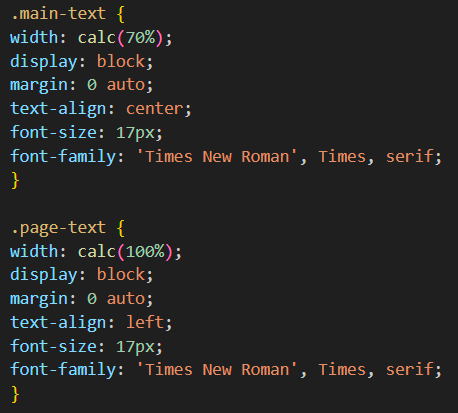 .main-text {
width: calc(70%);
display: block;
margin: 0 auto;
text-align: center;
font-size: 17px;
font-family: 'Times New Roman', Times, serif;
}

.page-text {
width: calc(100%);
display: block;
margin: 0 auto;
text-align: left;
font-size: 17px;
font-family: 'Times New Roman', Times, serif;
}